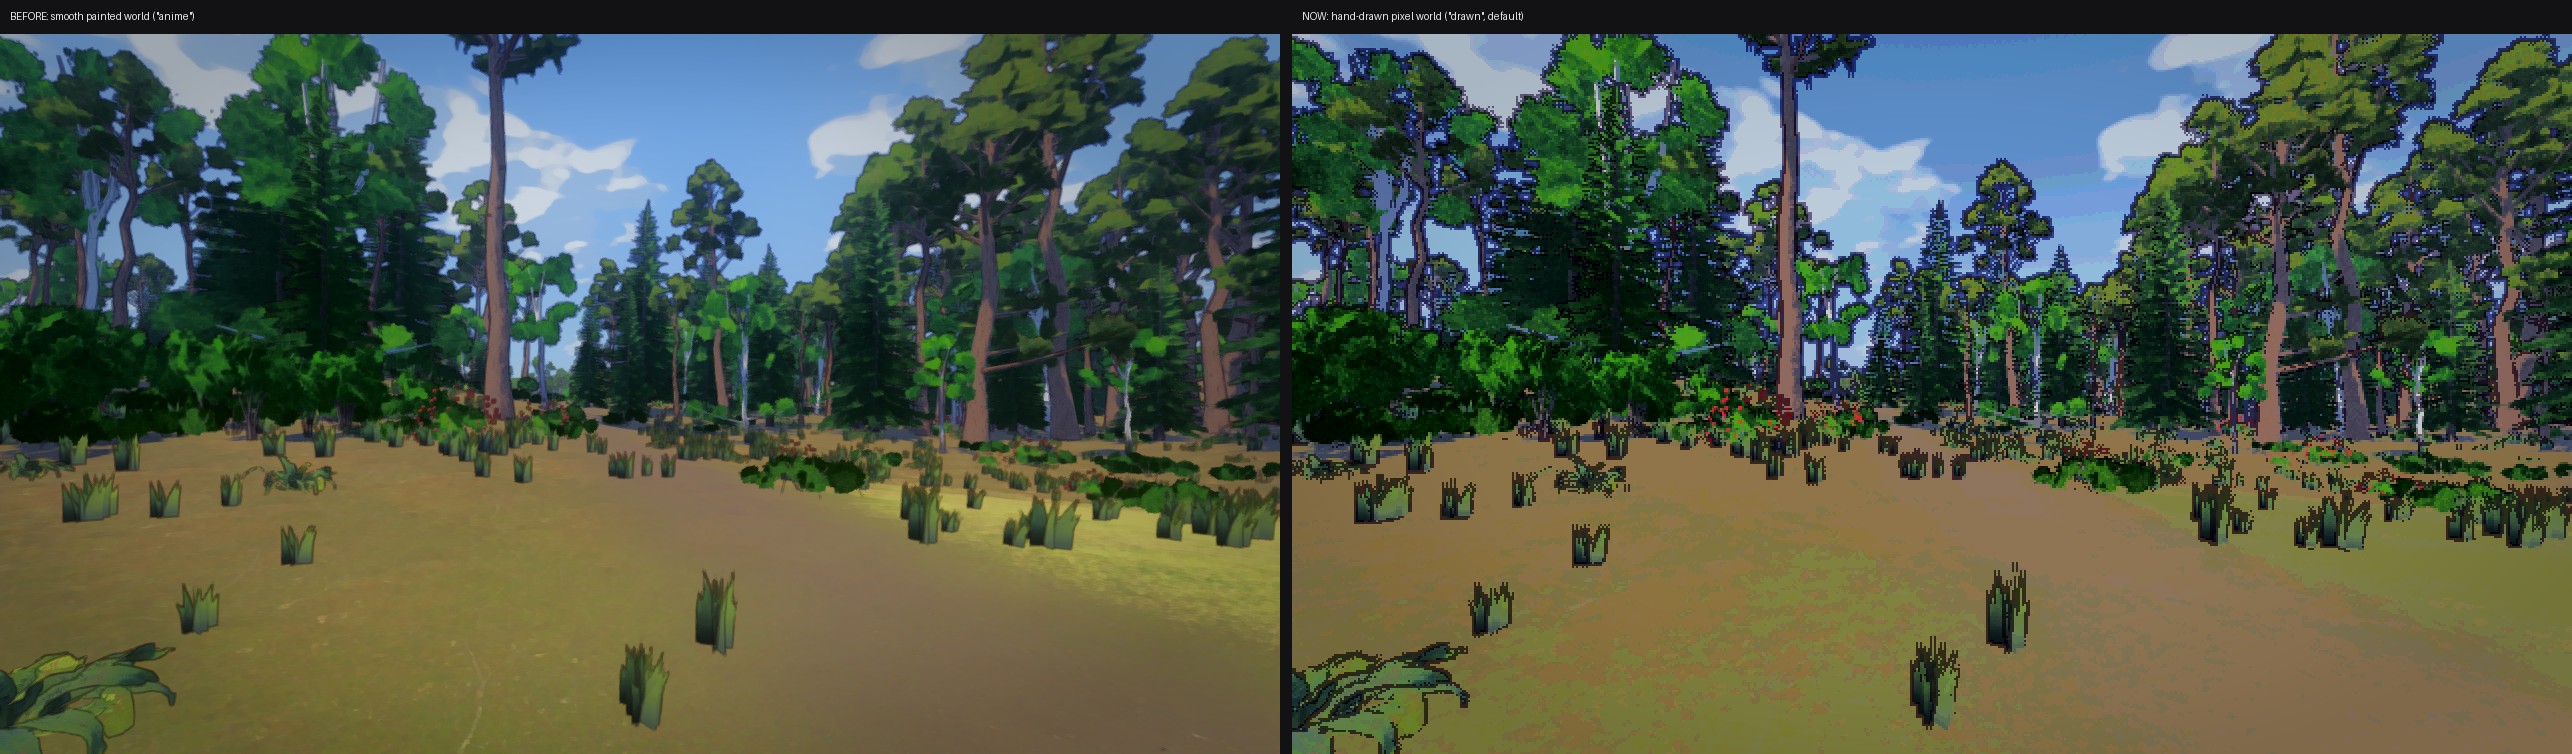 BEFORE: smooth painted world ("anime")
NOW: hand-drawn pixel world ("drawn", default)